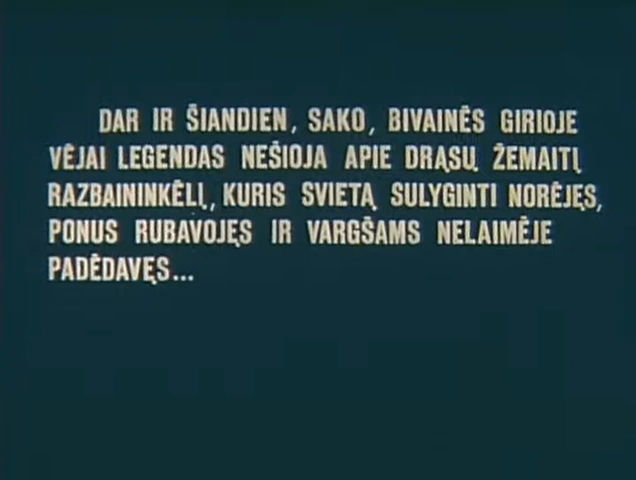 DAR IR ŠIANDIEN, SAKO, BIVAINĖS GIRIOJE
VĖJAI LEGENDAS NEŠIOJA APIE DRĄSŲ ŽEMAITĮ
RAZBAININKĖLĮ, KURIS SVIETĄ SULYGINTI NORĖJĘS,
PONUS RUBAVOJĘS IR VARGŠAMS NELAIMĖJE
PADĖDAVĘS...